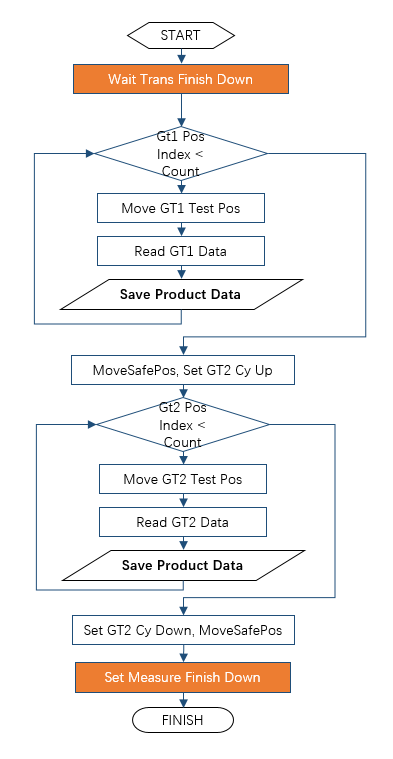 START
Wait Trans Finish Down
Gt1 Pos
Index <
Count
Move GT1 Test Pos
Read GT1 Data
Save Product Data
MoveSafePos, Set GT2 Cy Up
Gt2 Pos
Index <
Count
Move GT2 Test Pos
Read GT2 Data
Save Product Data
Set GT2 Cy Down, MoveSafePos
Set Measure Finish Down
FINISH